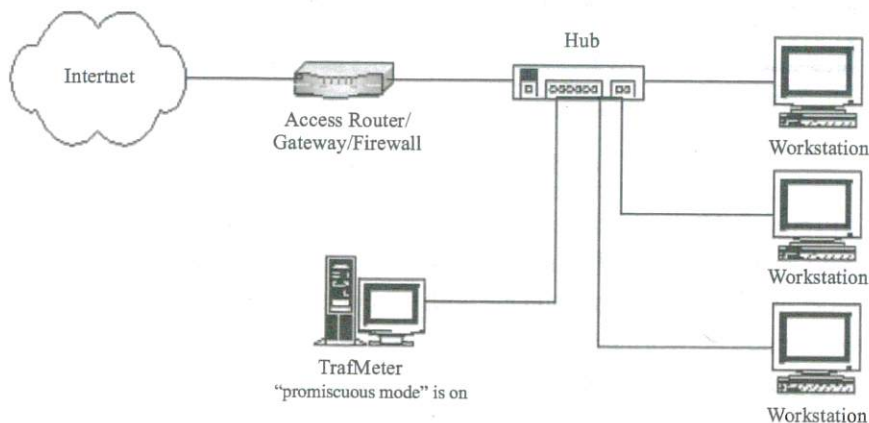 Intertnet
Access Router/
Gateway/Firewall
Hub
Workstation
Workstation
TrafMeter
"promiscuous mode" is on
Workstation